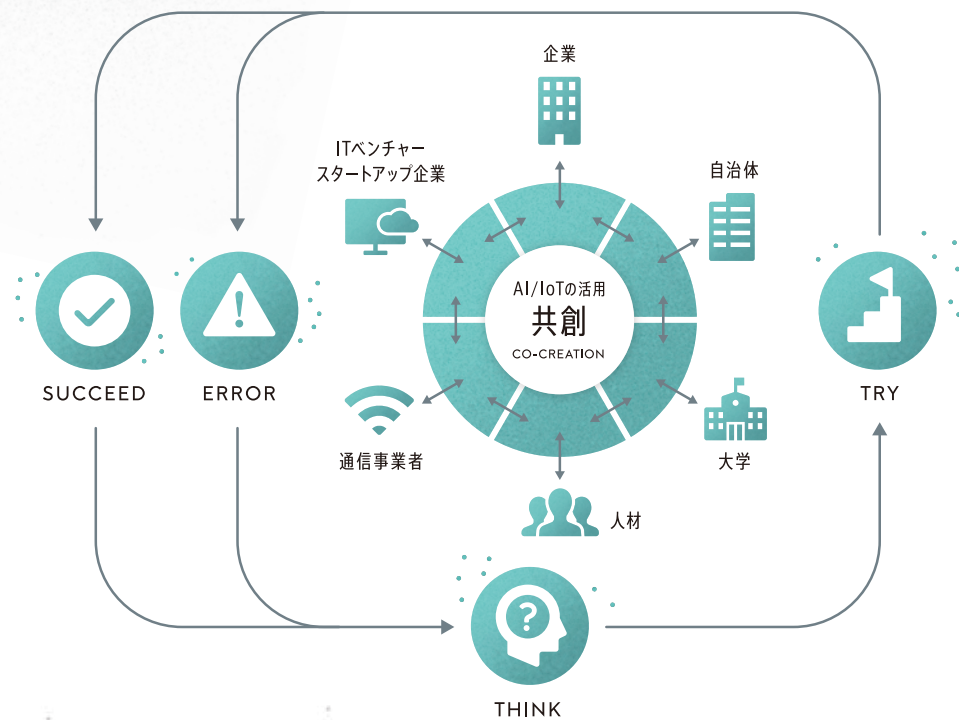 企業
ITベンチャー
スタートアップ企業
自治体
AI/IoTの活用
共創
CO-CREATION
SUCCEED
ERROR
TRY
通信事業者
大学
人材
?
THINK